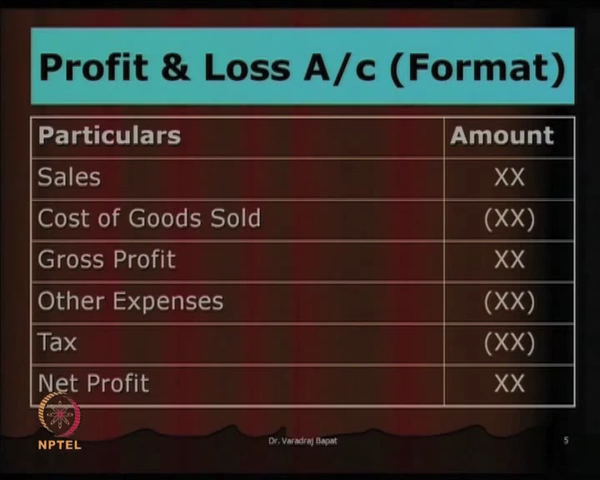 Profit & Loss A/c (Format)
Particulars Amount
Sales XX
Cost of Goods Sold (XX)
Gross Profit XX
Other Expenses (XX)
Tax (XX)
Net Profit XX
NPTEL
Dr. Varadraj Bapat 5